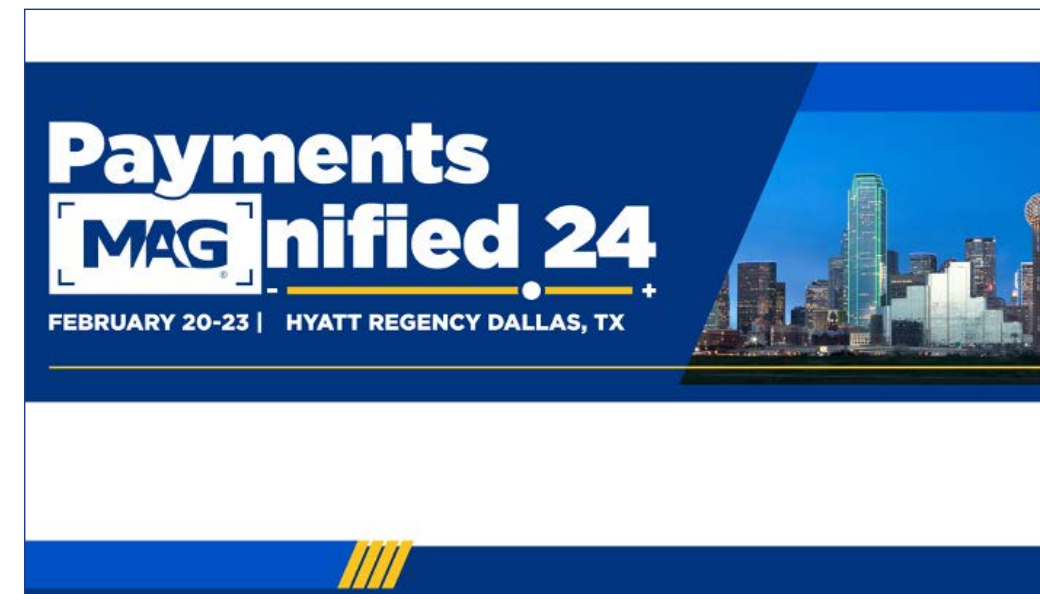 Payments
MAG® nified 24
- +
FEBRUARY 20-23 | HYATT REGENCY DALLAS, TX